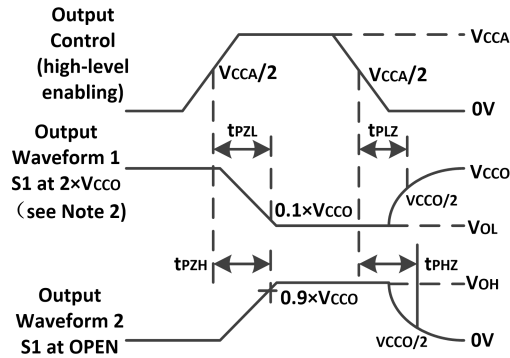 Output
Control
(high-level
enabling)
VCCA
VCCA/2
VCCA/2
0V
Output
Waveform 1
S1 at 2×VCCO
（see Note 2)
tPZL
tPLZ
VCCO
VCCO/2
0.1×VCCO
VOL
tPZH
tPHZ
VOH
0.9×VCCO
Output
Waveform 2
S1 at OPEN
VCCO/2
0V